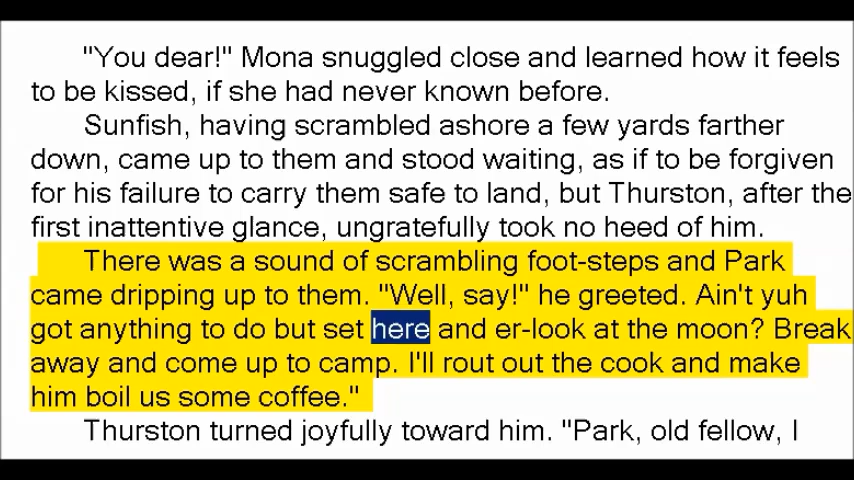 "You dear!" Mona snuggled close and learned how it feels
to be kissed, if she had never known before.
Sunfish, having scrambled ashore a few yards farther
down, came up to them and stood waiting, as if to be forgiven
for his failure to carry them safe to land, but Thurston, after the
first inattentive glance, ungratefully took no heed of him.
There was a sound of scrambling foot-steps and Park
came dripping up to them. "Well, say!" he greeted. Ain't yuh
got anything to do but set here and er-look at the moon? Break
away and come up to camp. I'll rout out the cook and make
him boil us some coffee."
Thurston turned joyfully toward him. "Park, old fellow, I